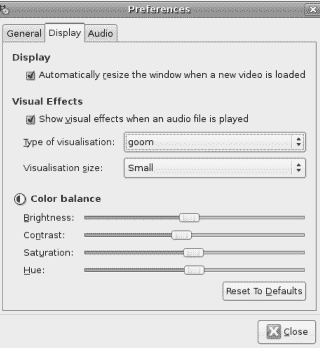 Preferences
General Display Audio
Display
Automatically resize the window when a new video is loaded
Visual Effects
Show visual effects when an audio file is played
Type of visualisation: goom
Visualisation size: Small
Color balance
Brightness:
Contrast:
Saturation:
Hue:
Reset To Defaults
Close